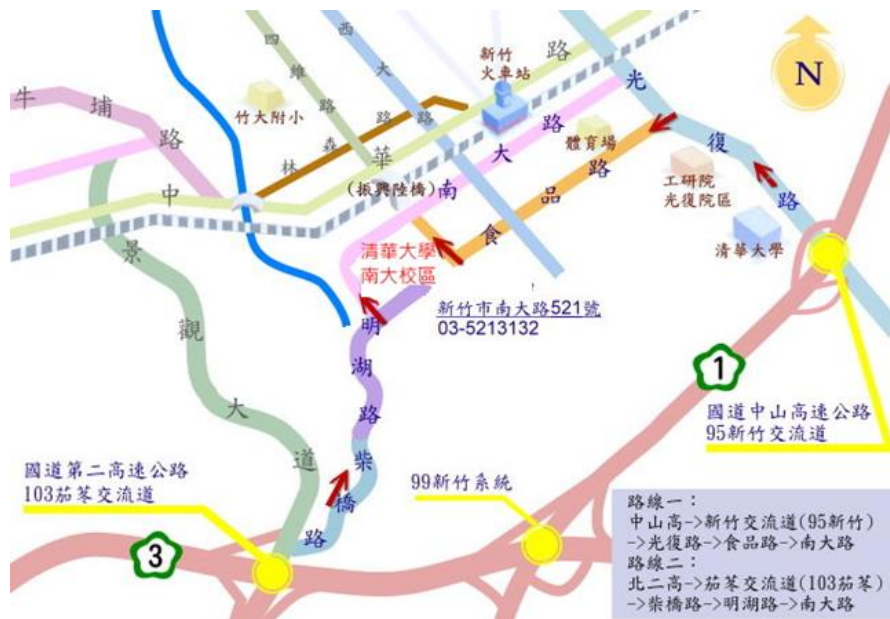 N
四維路
西大路
新竹
火車站
竹大附小
牛埔路
林森路
中華路
(振興陸橋)
南大路
體育場
光復路
工研院
光復院區
食品路
清華大學
清華大學
南大校區
新竹市南大路521號
03-5213132
景觀大道
明湖路
1
國道中山高速公路
95新竹交流道
柴橋路
國道第二高速公路
103茄苳交流道
99新竹系統
3
路線一：
中山高->新竹交流道(95新竹)
->光復路->食品路->南大路
路線二：
北二高->茄苳交流道(103茄苳)
->柴橋路->明湖路->南大路